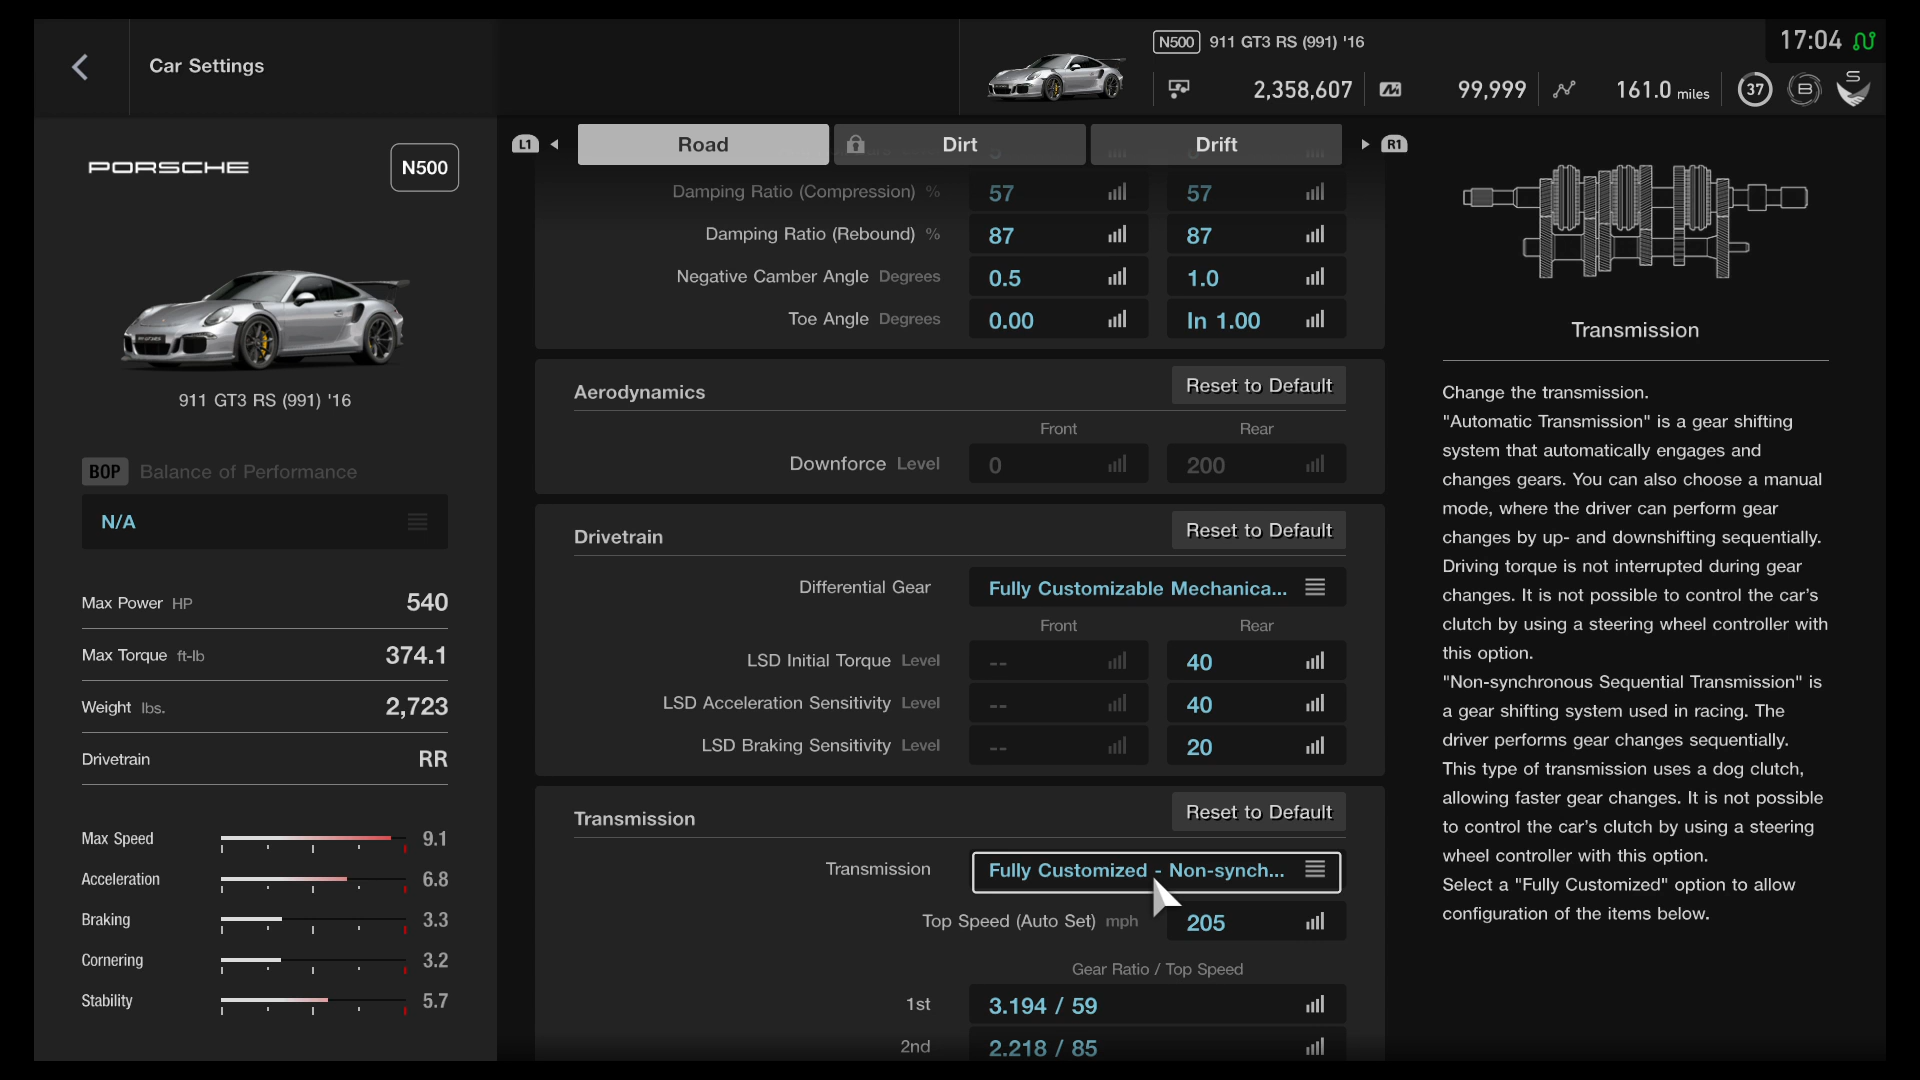 Car Settings
N500 911 GT3 RS (991) '16
17:04
2,358,607
99,999
161.0 miles
37
B
S
PORSCHE
N500
911 GT3 RS (991) '16
BOP Balance of Performance
N/A
Max Power HP 540
Max Torque ft-lb 374.1
Weight lbs. 2,723
Drivetrain RR
Max Speed 9.1
Acceleration 6.8
Braking 3.3
Cornering 3.2
Stability 5.7
L1 Road Dirt Drift R1
Damping Ratio (Compression) % 57 57
Damping Ratio (Rebound) % 87 87
Negative Camber Angle Degrees 0.5 1.0
Toe Angle Degrees 0.00 In 1.00
Aerodynamics Reset to Default
Front Rear
Downforce Level 0 200
Drivetrain Reset to Default
Differential Gear Fully Customizable Mechanica...
Front Rear
LSD Initial Torque Level -- 40
LSD Acceleration Sensitivity Level -- 40
LSD Braking Sensitivity Level -- 20
Transmission Reset to Default
Transmission Fully Customized - Non-synch...
Top Speed (Auto Set) mph 205
Gear Ratio / Top Speed
1st 3.194 / 59
2nd 2.218 / 85
Transmission
Change the transmission.
"Automatic Transmission" is a gear shifting
system that automatically engages and
changes gears. You can also choose a manual
mode, where the driver can perform gear
changes by up- and downshifting sequentially.
Driving torque is not interrupted during gear
changes. It is not possible to control the car's
clutch by using a steering wheel controller with
this option.
"Non-synchronous Sequential Transmission" is
a gear shifting system used in racing. The
driver performs gear changes sequentially.
This type of transmission uses a dog clutch,
allowing faster gear changes. It is not possible
to control the car's clutch by using a steering
wheel controller with this option.
Select a "Fully Customized" option to allow
configuration of the items below.